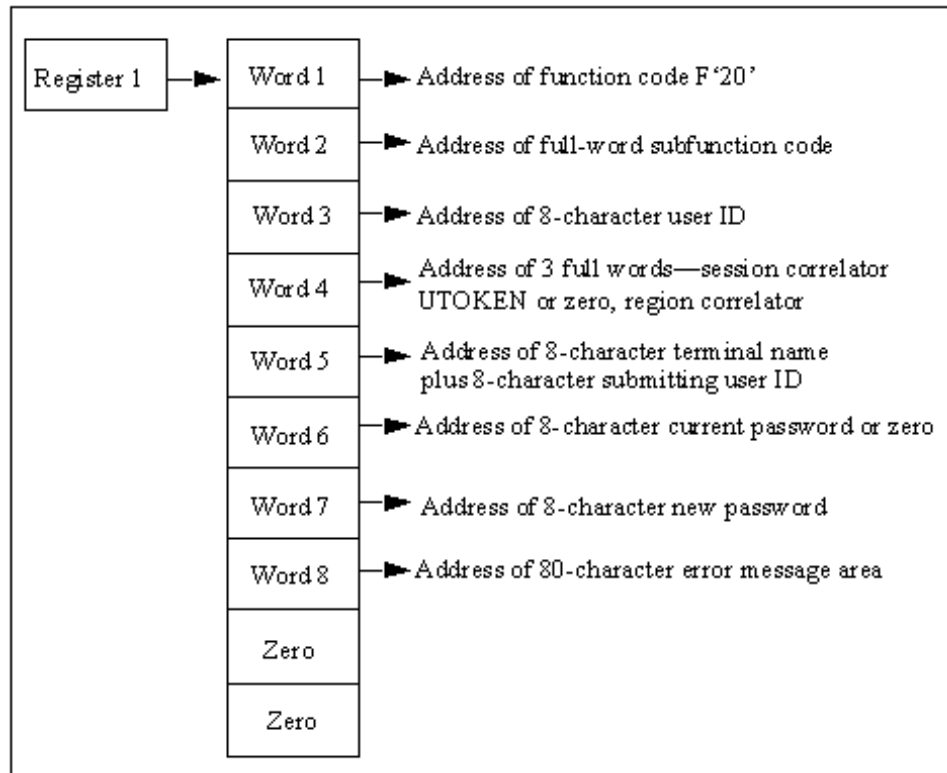 Register 1
Word 1
Address of function code F‘20’
Word 2
Address of full-word subfunction code
Word 3
Address of 8-character user ID
Word 4
Address of 3 full words—session correlator
UTOKEN or zero, region correlator
Word 5
Address of 8-character terminal name
plus 8-character submitting user ID
Word 6
Address of 8-character current password or zero
Word 7
Address of 8-character new password
Word 8
Address of 80-character error message area
Zero
Zero